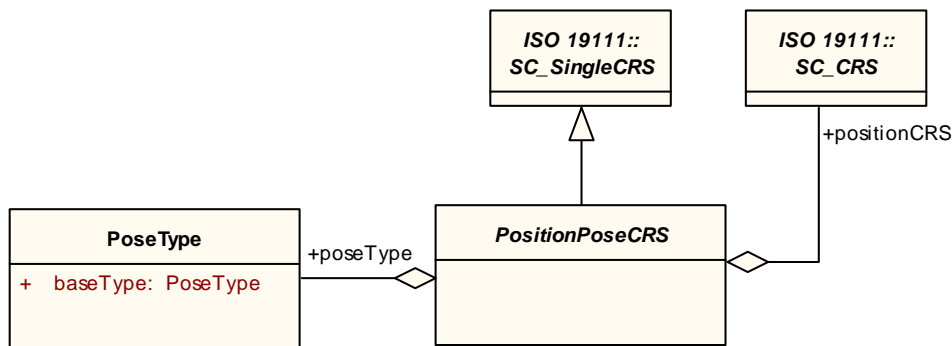 ISO 19111::
SC_SingleCRS
ISO 19111::
SC_CRS
+positionCRS
PoseType
+ baseType: PoseType
+poseType
PositionPoseCRS